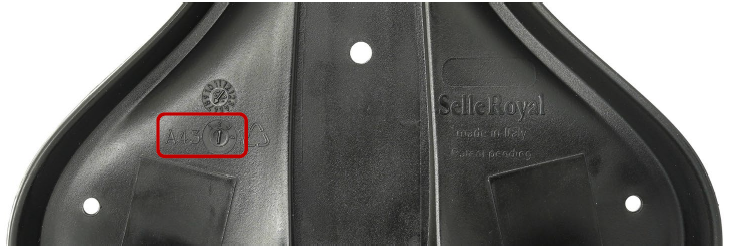 A43
SelleRoyal
made in Italy
Patent pending